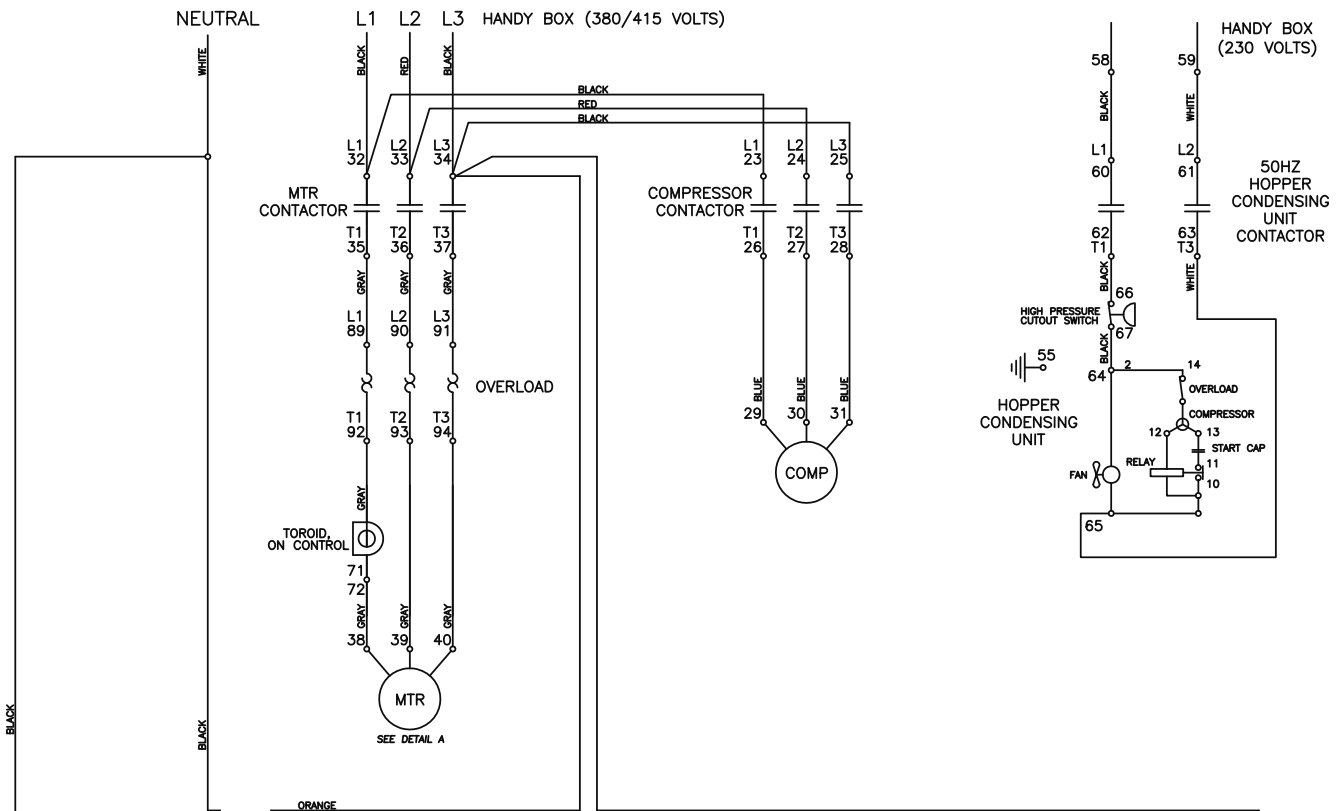 NEUTRAL
L1 L2 L3 HANDY BOX (380/415 VOLTS)
WHITE
BLACK
RED
BLACK
BLACK
RED
BLACK
L1
32
L2
33
L3
34
MTR
CONTACTOR
T1
35
T2
36
T3
37
GRAY
GRAY
GRAY
L1
89
L2
90
L3
91
OVERLOAD
T1
92
T2
93
T3
94
GRAY
TOROID,
ON CONTROL
71
72
GRAY
GRAY
GRAY
38
39
40
MTR
SEE DETAIL A
BLACK
BLACK
ORANGE
L1
23
L2
24
L3
25
COMPRESSOR
CONTACTOR
T1
26
T2
27
T3
28
BLUE
BLUE
BLUE
29
30
31
COMP
HANDY BOX
(230 VOLTS)
58
59
BLACK
WHITE
L1
60
L2
61
50HZ
HOPPER
CONDENSING
UNIT
CONTACTOR
62
T1
63
T3
BLACK
WHITE
66
HIGH PRESSURE
CUTOUT SWITCH
67
BLACK
55
64
2
14
OVERLOAD
HOPPER
CONDENSING
UNIT
COMPRESSOR
12
13
START CAP
RELAY
11
10
FAN
65